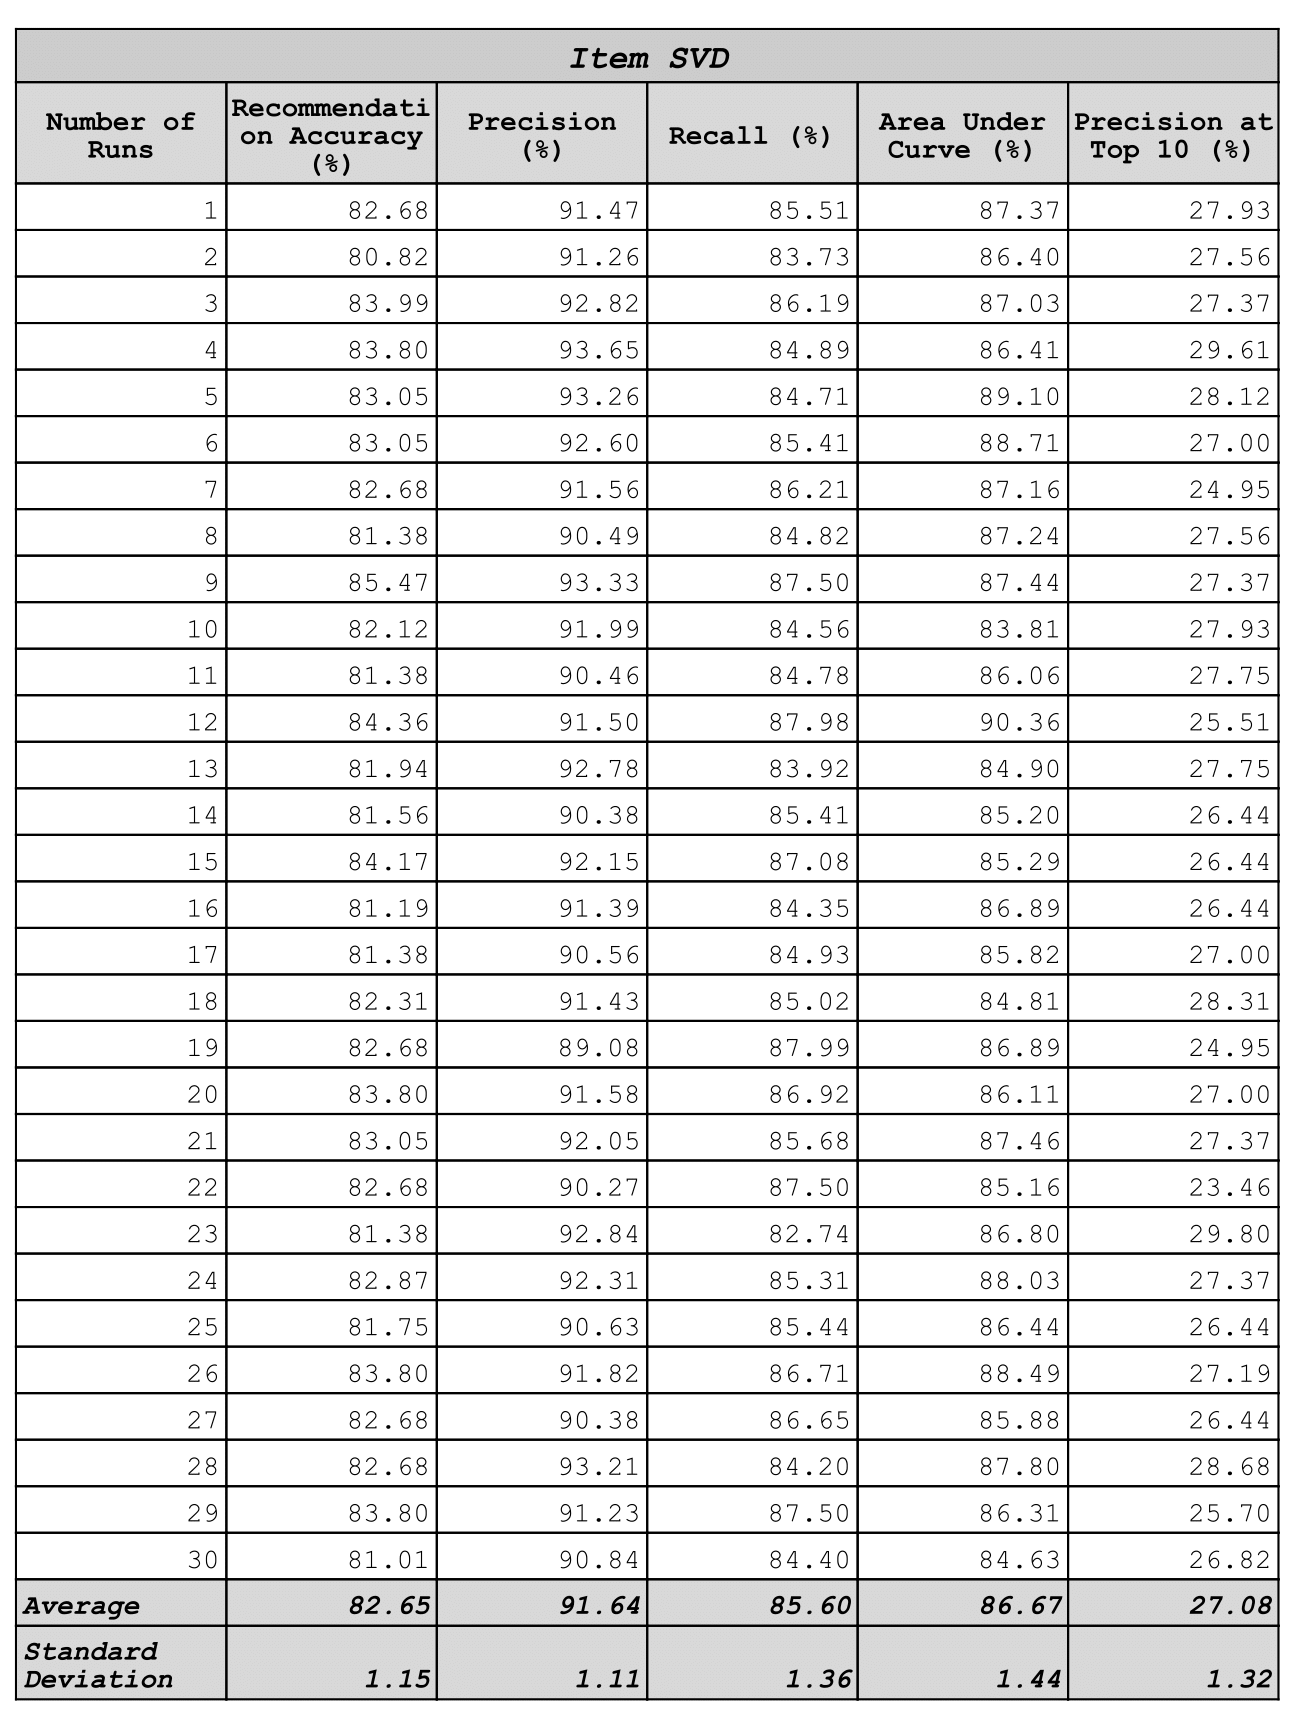 Item SVD
Number of Runs Recommendati on Accuracy (%) Precision (%) Recall (%) Area Under Curve (%) Precision at Top 10 (%)
1 82.68 91.47 85.51 87.37 27.93
2 80.82 91.26 83.73 86.40 27.56
3 83.99 92.82 86.19 87.03 27.37
4 83.80 93.65 84.89 86.41 29.61
5 83.05 93.26 84.71 89.10 28.12
6 83.05 92.60 85.41 88.71 27.00
7 82.68 91.56 86.21 87.16 24.95
8 81.38 90.49 84.82 87.24 27.56
9 85.47 93.33 87.50 87.44 27.37
10 82.12 91.99 84.56 83.81 27.93
11 81.38 90.46 84.78 86.06 27.75
12 84.36 91.50 87.98 90.36 25.51
13 81.94 92.78 83.92 84.90 27.75
14 81.56 90.38 85.41 85.20 26.44
15 84.17 92.15 87.08 85.29 26.44
16 81.19 91.39 84.35 86.89 26.44
17 81.38 90.56 84.93 85.82 27.00
18 82.31 91.43 85.02 84.81 28.31
19 82.68 89.08 87.99 86.89 24.95
20 83.80 91.58 86.92 86.11 27.00
21 83.05 92.05 85.68 87.46 27.37
22 82.68 90.27 87.50 85.16 23.46
23 81.38 92.84 82.74 86.80 29.80
24 82.87 92.31 85.31 88.03 27.37
25 81.75 90.63 85.44 86.44 26.44
26 83.80 91.82 86.71 88.49 27.19
27 82.68 90.38 86.65 85.88 26.44
28 82.68 93.21 84.20 87.80 28.68
29 83.80 91.23 87.50 86.31 25.70
30 81.01 90.84 84.40 84.63 26.82
Average 82.65 91.64 85.60 86.67 27.08
Standard Deviation 1.15 1.11 1.36 1.44 1.32